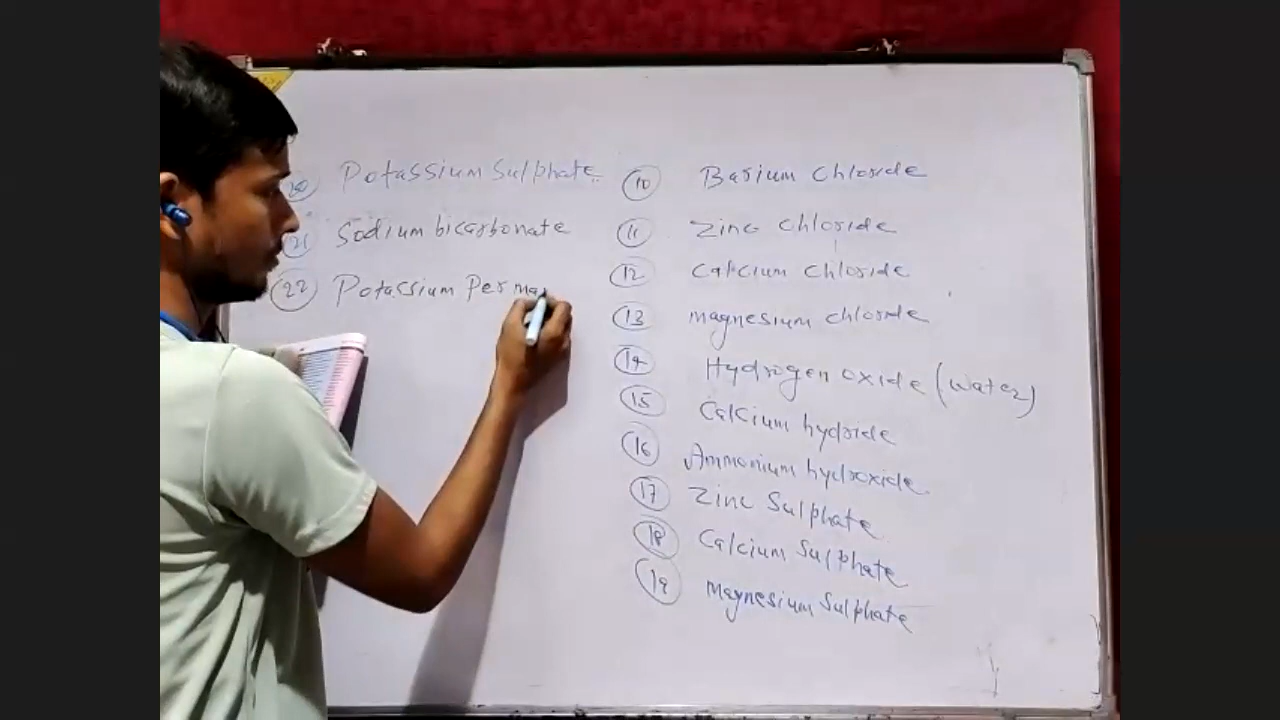 20 Potassium Sulphate
21 Sodium bicarbonate
22 Potassium Perma
10 Barium Chloride
11 Zinc Chloride
12 Calcium Chloride
13 magnesium chloride
14 Hydrogen oxide (water)
15 Calcium hydride
16 Ammonium hydroxide
17 Zinc Sulphate
18 Calcium Sulphate
19 magnesium Sulphate